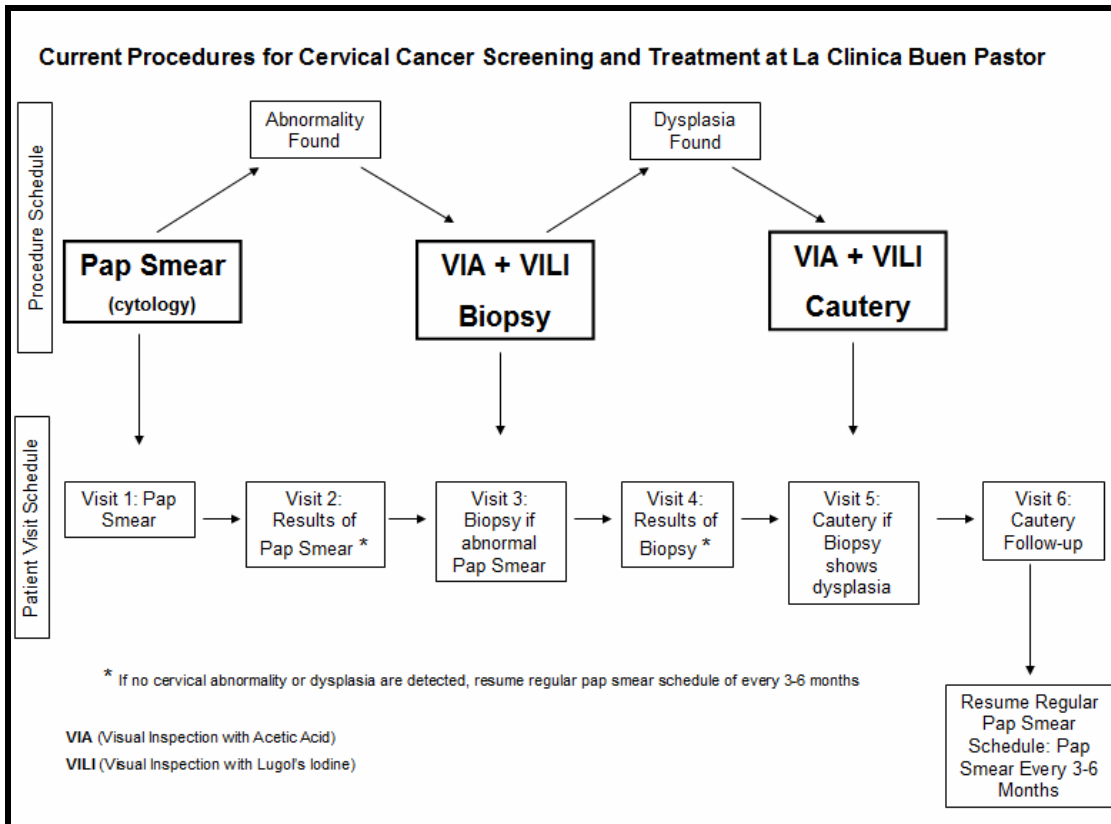 Current Procedures for Cervical Cancer Screening and Treatment at La Clinica Buen Pastor
Procedure Schedule
Abnormality
Found
Dysplasia
Found
Pap Smear
(cytology)
VIA + VILI
Biopsy
VIA + VILI
Cautery
Patient Visit Schedule
Visit 1: Pap
Smear
Visit 2:
Results of
Pap Smear *
Visit 3:
Biopsy if
abnormal
Pap Smear
Visit 4:
Results of
Biopsy *
Visit 5:
Cautery if
Biopsy
shows
dysplasia
Visit 6:
Cautery
Follow-up
* If no cervical abnormality or dysplasia are detected, resume regular pap smear schedule of every 3-6 months
VIA (Visual Inspection with Acetic Acid)
VILI (Visual Inspection with Lugol's Iodine)
Resume Regular
Pap Smear
Schedule: Pap
Smear Every 3-6
Months